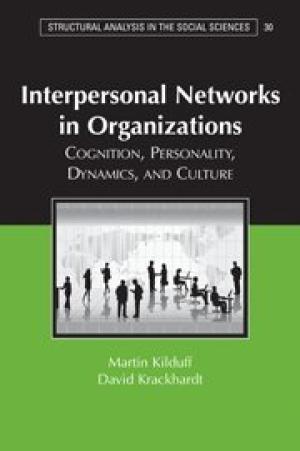 STRUCTURAL ANALYSIS IN THE SOCIAL SCIENCES 30
Interpersonal Networks
in Organizations
COGNITION, PERSONALITY,
DYNAMICS, AND CULTURE
Martin Kilduff
David Krackhardt